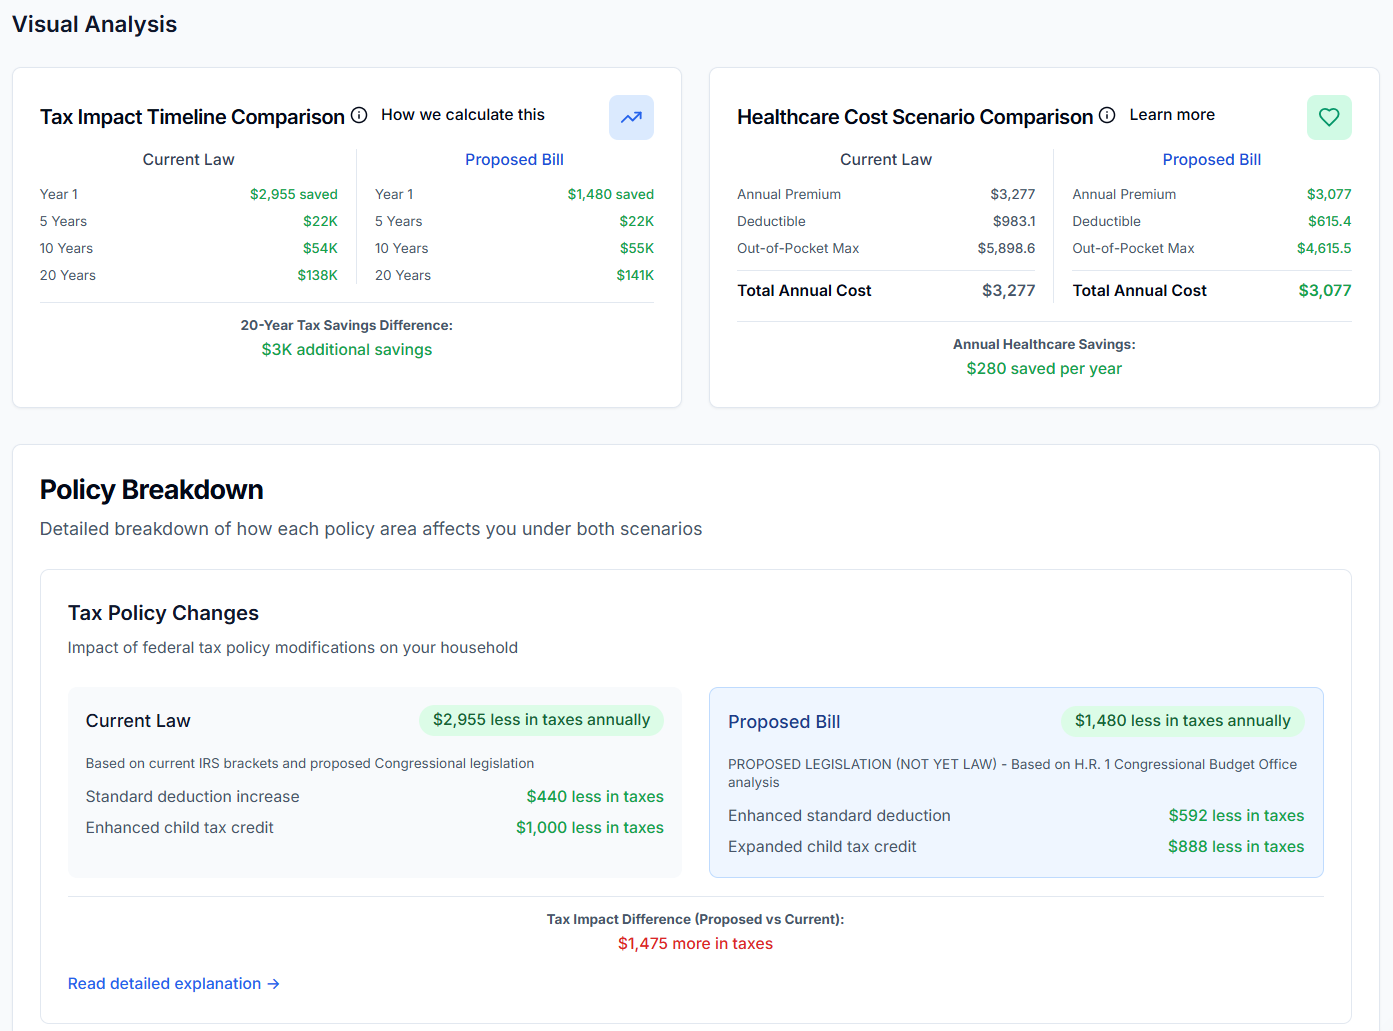 Visual Analysis
Tax Impact Timeline Comparison How we calculate this
Current Law
Year 1 $2,955 saved
5 Years $22K
10 Years $54K
20 Years $138K
Proposed Bill
Year 1 $1,480 saved
5 Years $22K
10 Years $55K
20 Years $141K
20-Year Tax Savings Difference:
$3K additional savings
Healthcare Cost Scenario Comparison Learn more
Current Law
Annual Premium $3,277
Deductible $983.1
Out-of-Pocket Max $5,898.6
Total Annual Cost $3,277
Proposed Bill
Annual Premium $3,077
Deductible $615.4
Out-of-Pocket Max $4,615.5
Total Annual Cost $3,077
Annual Healthcare Savings:
$280 saved per year
Policy Breakdown
Detailed breakdown of how each policy area affects you under both scenarios
Tax Policy Changes
Impact of federal tax policy modifications on your household
Current Law $2,955 less in taxes annually
Based on current IRS brackets and proposed Congressional legislation
Standard deduction increase $440 less in taxes
Enhanced child tax credit $1,000 less in taxes
Proposed Bill $1,480 less in taxes annually
PROPOSED LEGISLATION (NOT YET LAW) - Based on H.R. 1 Congressional Budget Office
analysis
Enhanced standard deduction $592 less in taxes
Expanded child tax credit $888 less in taxes
Tax Impact Difference (Proposed vs Current):
$1,475 more in taxes
Read detailed explanation →